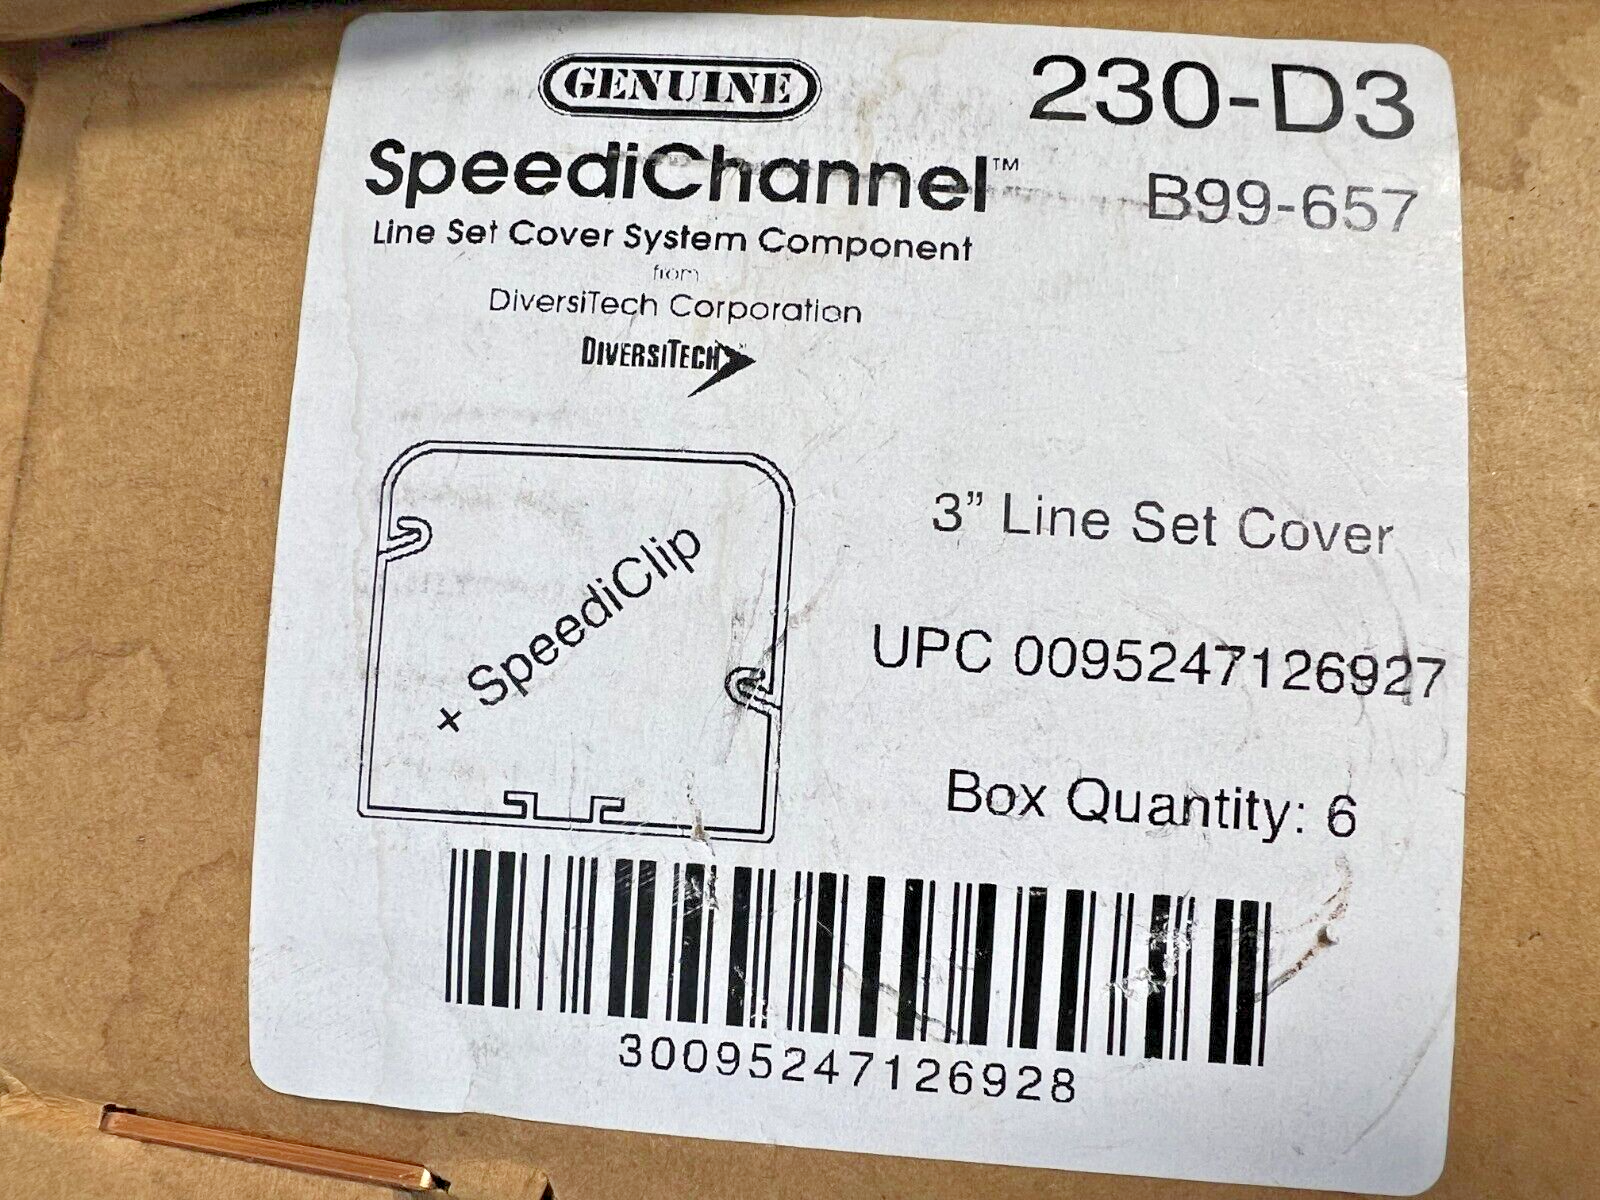 GENUINE
SpeediChannel™
Line Set Cover System Component
from
DiversiTech Corporation
DIVERSITECH
230-D3
B99-657
+ SpeediClip
3” Line Set Cover
UPC 0095247126927
Box Quantity: 6
30095247126928